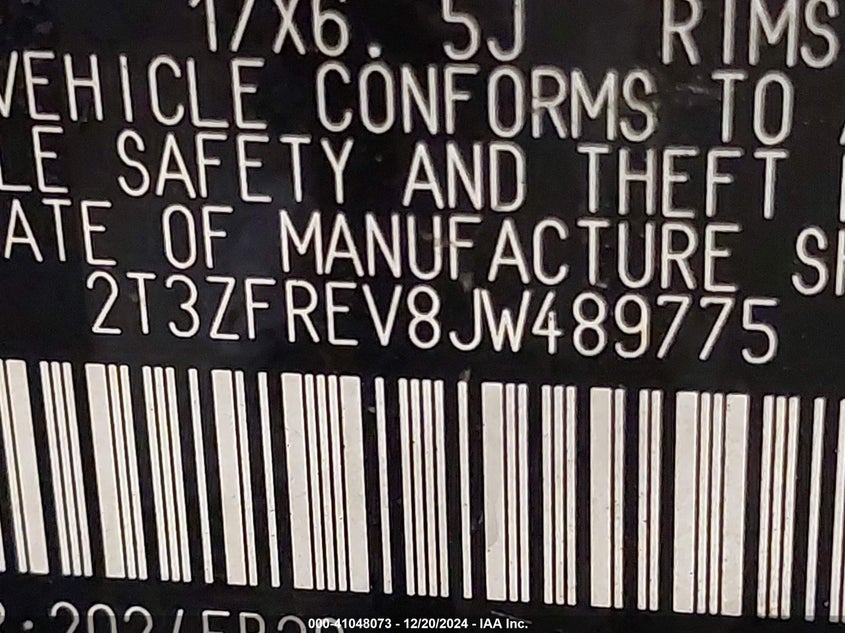 17X6.5J RIMS
VEHICLE CONFORMS TO
LE SAFETY AND THEFT
ATE OF MANUFACTURE SH
2T3ZFREV8JW489775
000-41048073 - 12/20/2024 - IAA Inc.